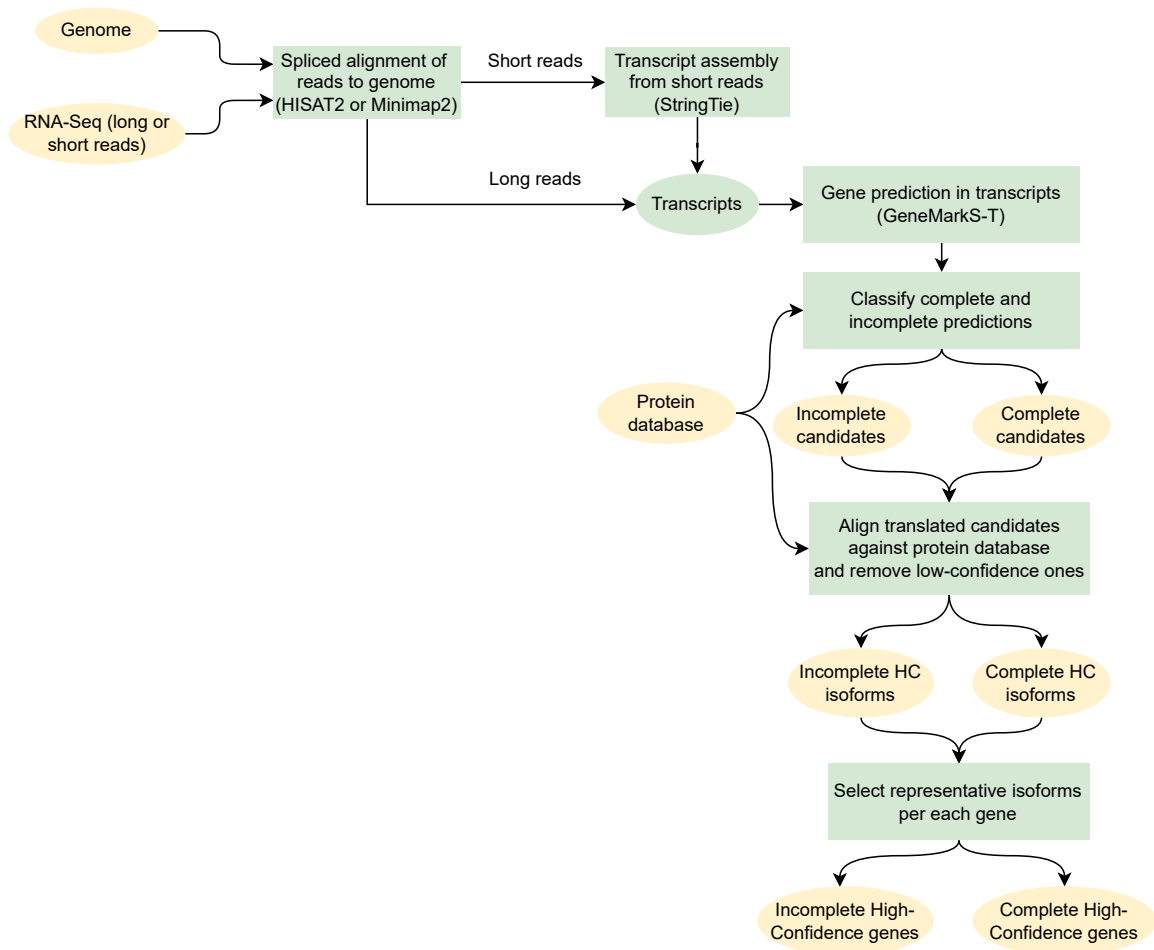 Genome
RNA-Seq (long or
short reads)
Spliced alignment of
reads to genome
(HISAT2 or Minimap2)
Short reads
Transcript assembly
from short reads
(StringTie)
Long reads
Transcripts
Gene prediction in transcripts
(GeneMarkS-T)
Classify complete and
incomplete predictions
Protein
database
Incomplete
candidates
Complete
candidates
Align translated candidates
against protein database
and remove low-confidence ones
Incomplete HC
isoforms
Complete HC
isoforms
Select representative isoforms
per each gene
Incomplete High-
Confidence genes
Complete High-
Confidence genes